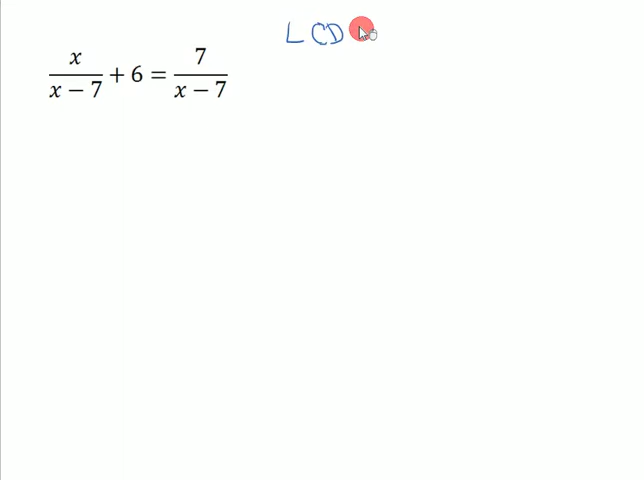 LCD
x/(x − 7) + 6 = 7/(x − 7)